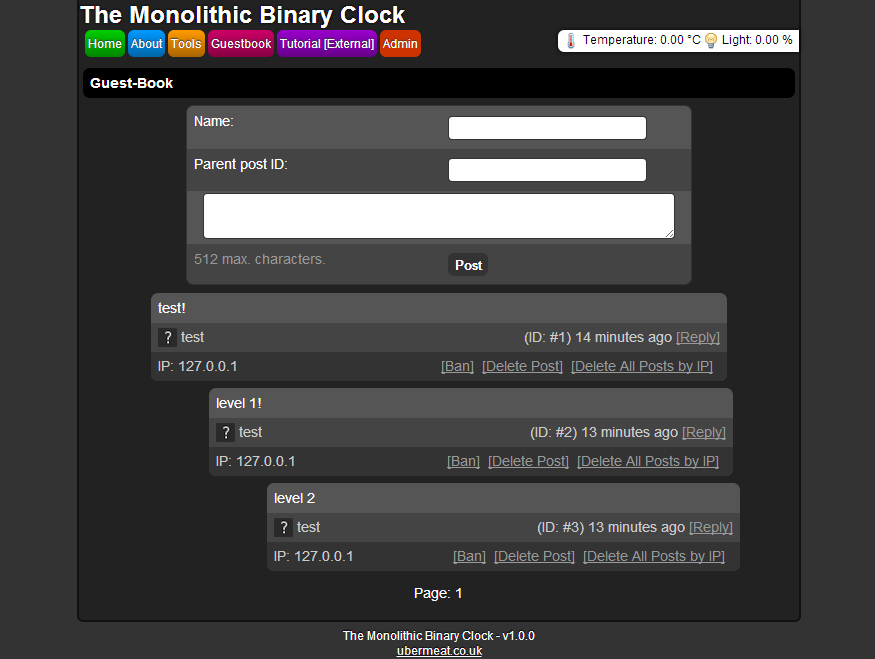 The Monolithic Binary Clock
Home About Tools Guestbook Tutorial [External] Admin
Temperature: 0.00 °C Light: 0.00 %
Guest-Book
Name:
Parent post ID:
512 max. characters.
Post
test!
? test (ID: #1) 14 minutes ago [Reply]
IP: 127.0.0.1 [Ban] [Delete Post] [Delete All Posts by IP]
level 1!
? test (ID: #2) 13 minutes ago [Reply]
IP: 127.0.0.1 [Ban] [Delete Post] [Delete All Posts by IP]
level 2
? test (ID: #3) 13 minutes ago [Reply]
IP: 127.0.0.1 [Ban] [Delete Post] [Delete All Posts by IP]
Page: 1
The Monolithic Binary Clock - v1.0.0
ubermeat.co.uk